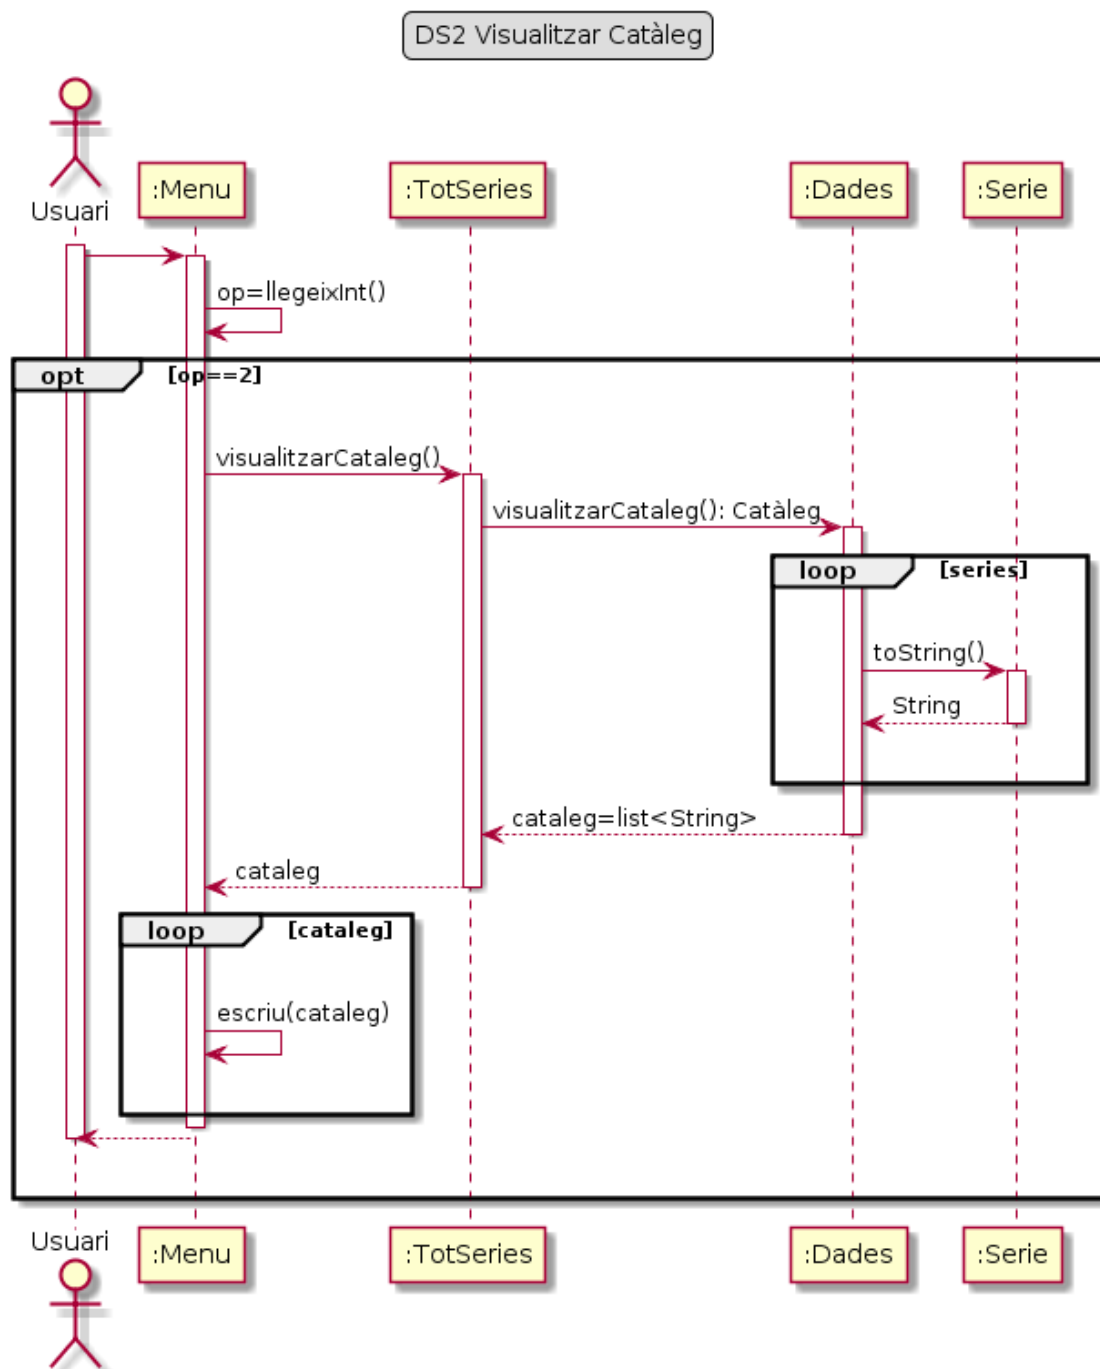 DS2 Visualitzar Catàleg
Usuari
:Menu
:TotSeries
:Dades
:Serie
op=llegeixInt()
opt
[op==2]
visualitzarCataleg()
visualitzarCataleg(): Catàleg
loop
[series]
toString()
String
cataleg=list<String>
cataleg
loop
[cataleg]
escriu(cataleg)
Usuari
:Menu
:TotSeries
:Dades
:Serie